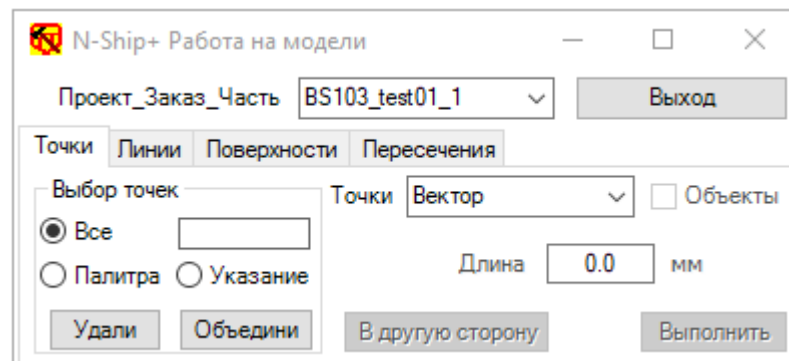 N-Ship+ Работа на модели
Проект_Заказ_Часть BS103_test01_1 Выход
Точки Линии Поверхности Пересечения
Выбор точек Точки Вектор Объекты
Все
Длина 0.0 мм
Палитра Указание
Удали Объедини В другую сторону Выполнить